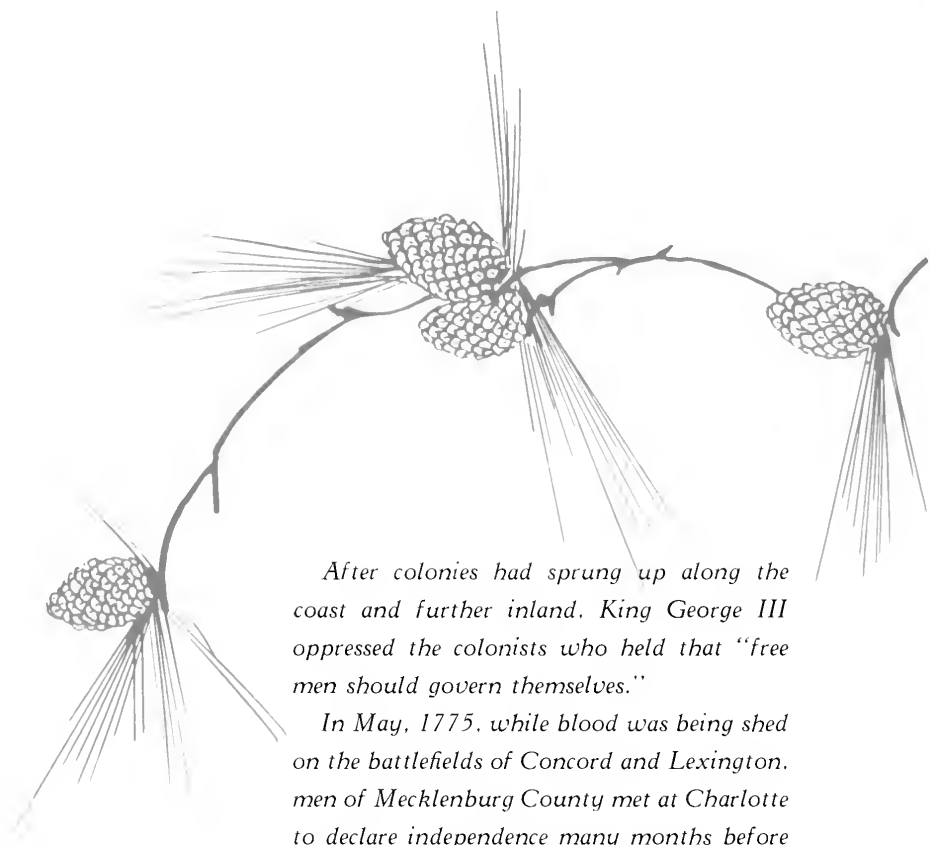 After colonies had sprung up along the
coast and further inland, King George III
oppressed the colonists who held that “free
men should govern themselves.”
In May, 1775, while blood was being shed
on the battlefields of Concord and Lexington,
men of Mecklenburg County met at Charlotte
to declare independence many months before